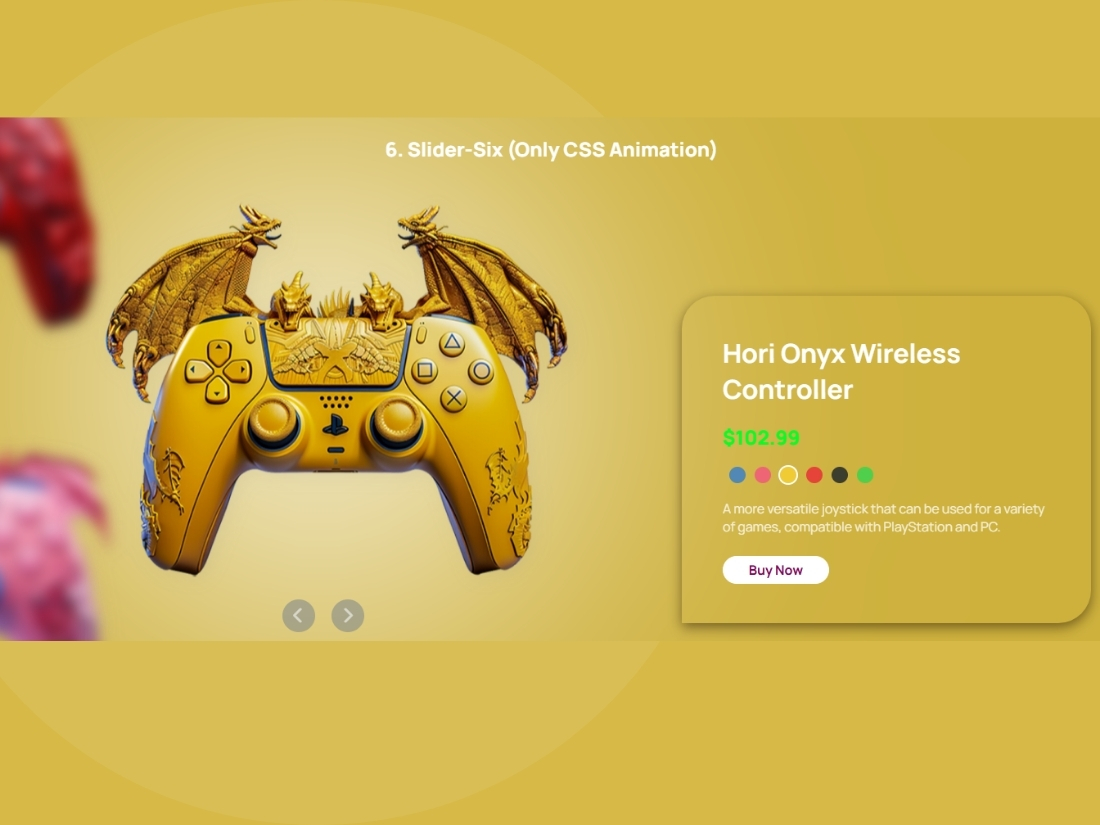 6. Slider-Six (Only CSS Animation)
Hori Onyx Wireless
Controller
$102.99
A more versatile joystick that can be used for a variety
of games, compatible with PlayStation and PC.
Buy Now